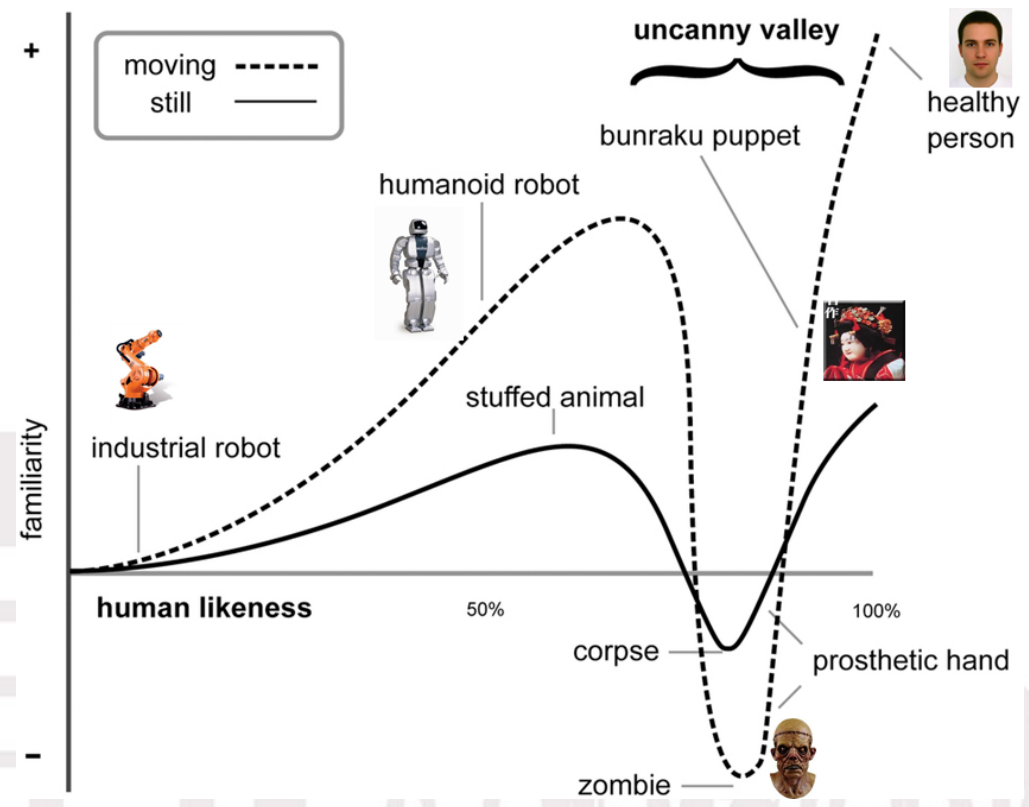 +
uncanny valley
moving
still
healthy
person
bunraku puppet
humanoid robot
作
stuffed animal
industrial robot
familiarity
human likeness
50%
100%
corpse
prosthetic hand
–
zombie